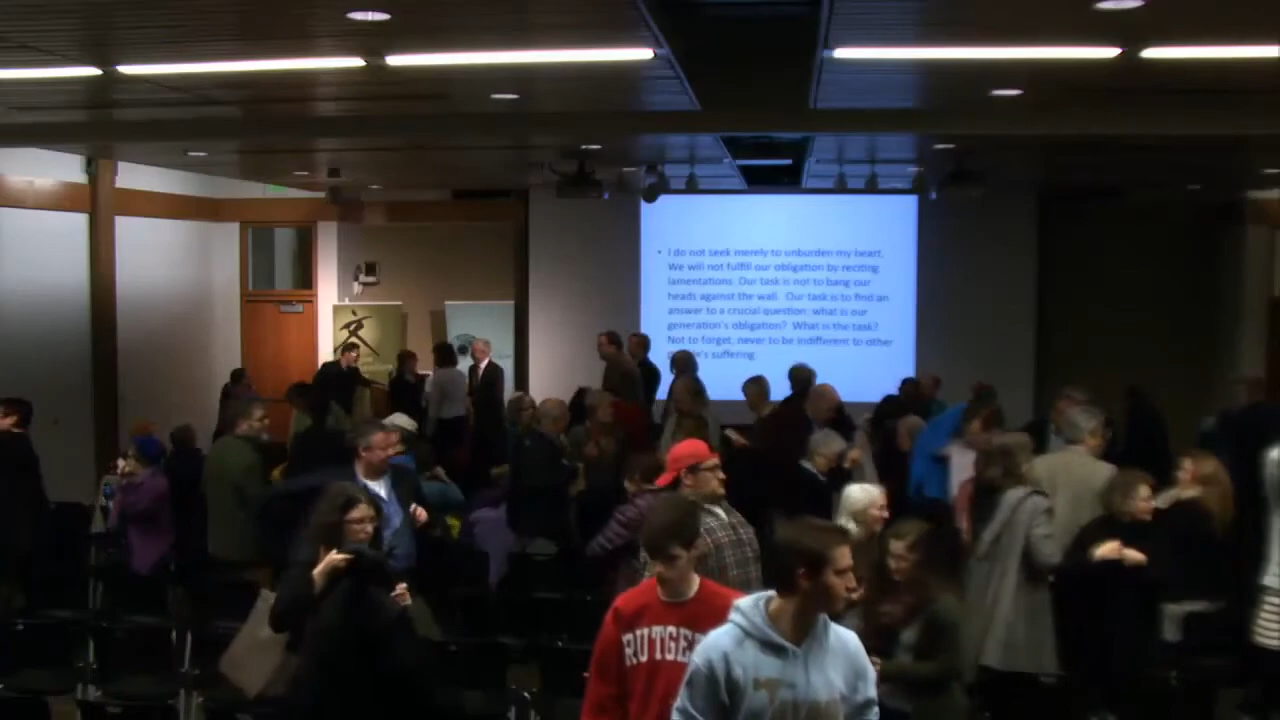 • I do not seek merely to unburden my heart.
We will not fulfill our obligation by reciting
lamentations. Our task is not to bang our
heads against the wall. Our task is to find an
answer to a crucial question: what is our
generation's obligation? What is the task?
Not to forget, never to be indifferent to other
suffering.
RUTGE